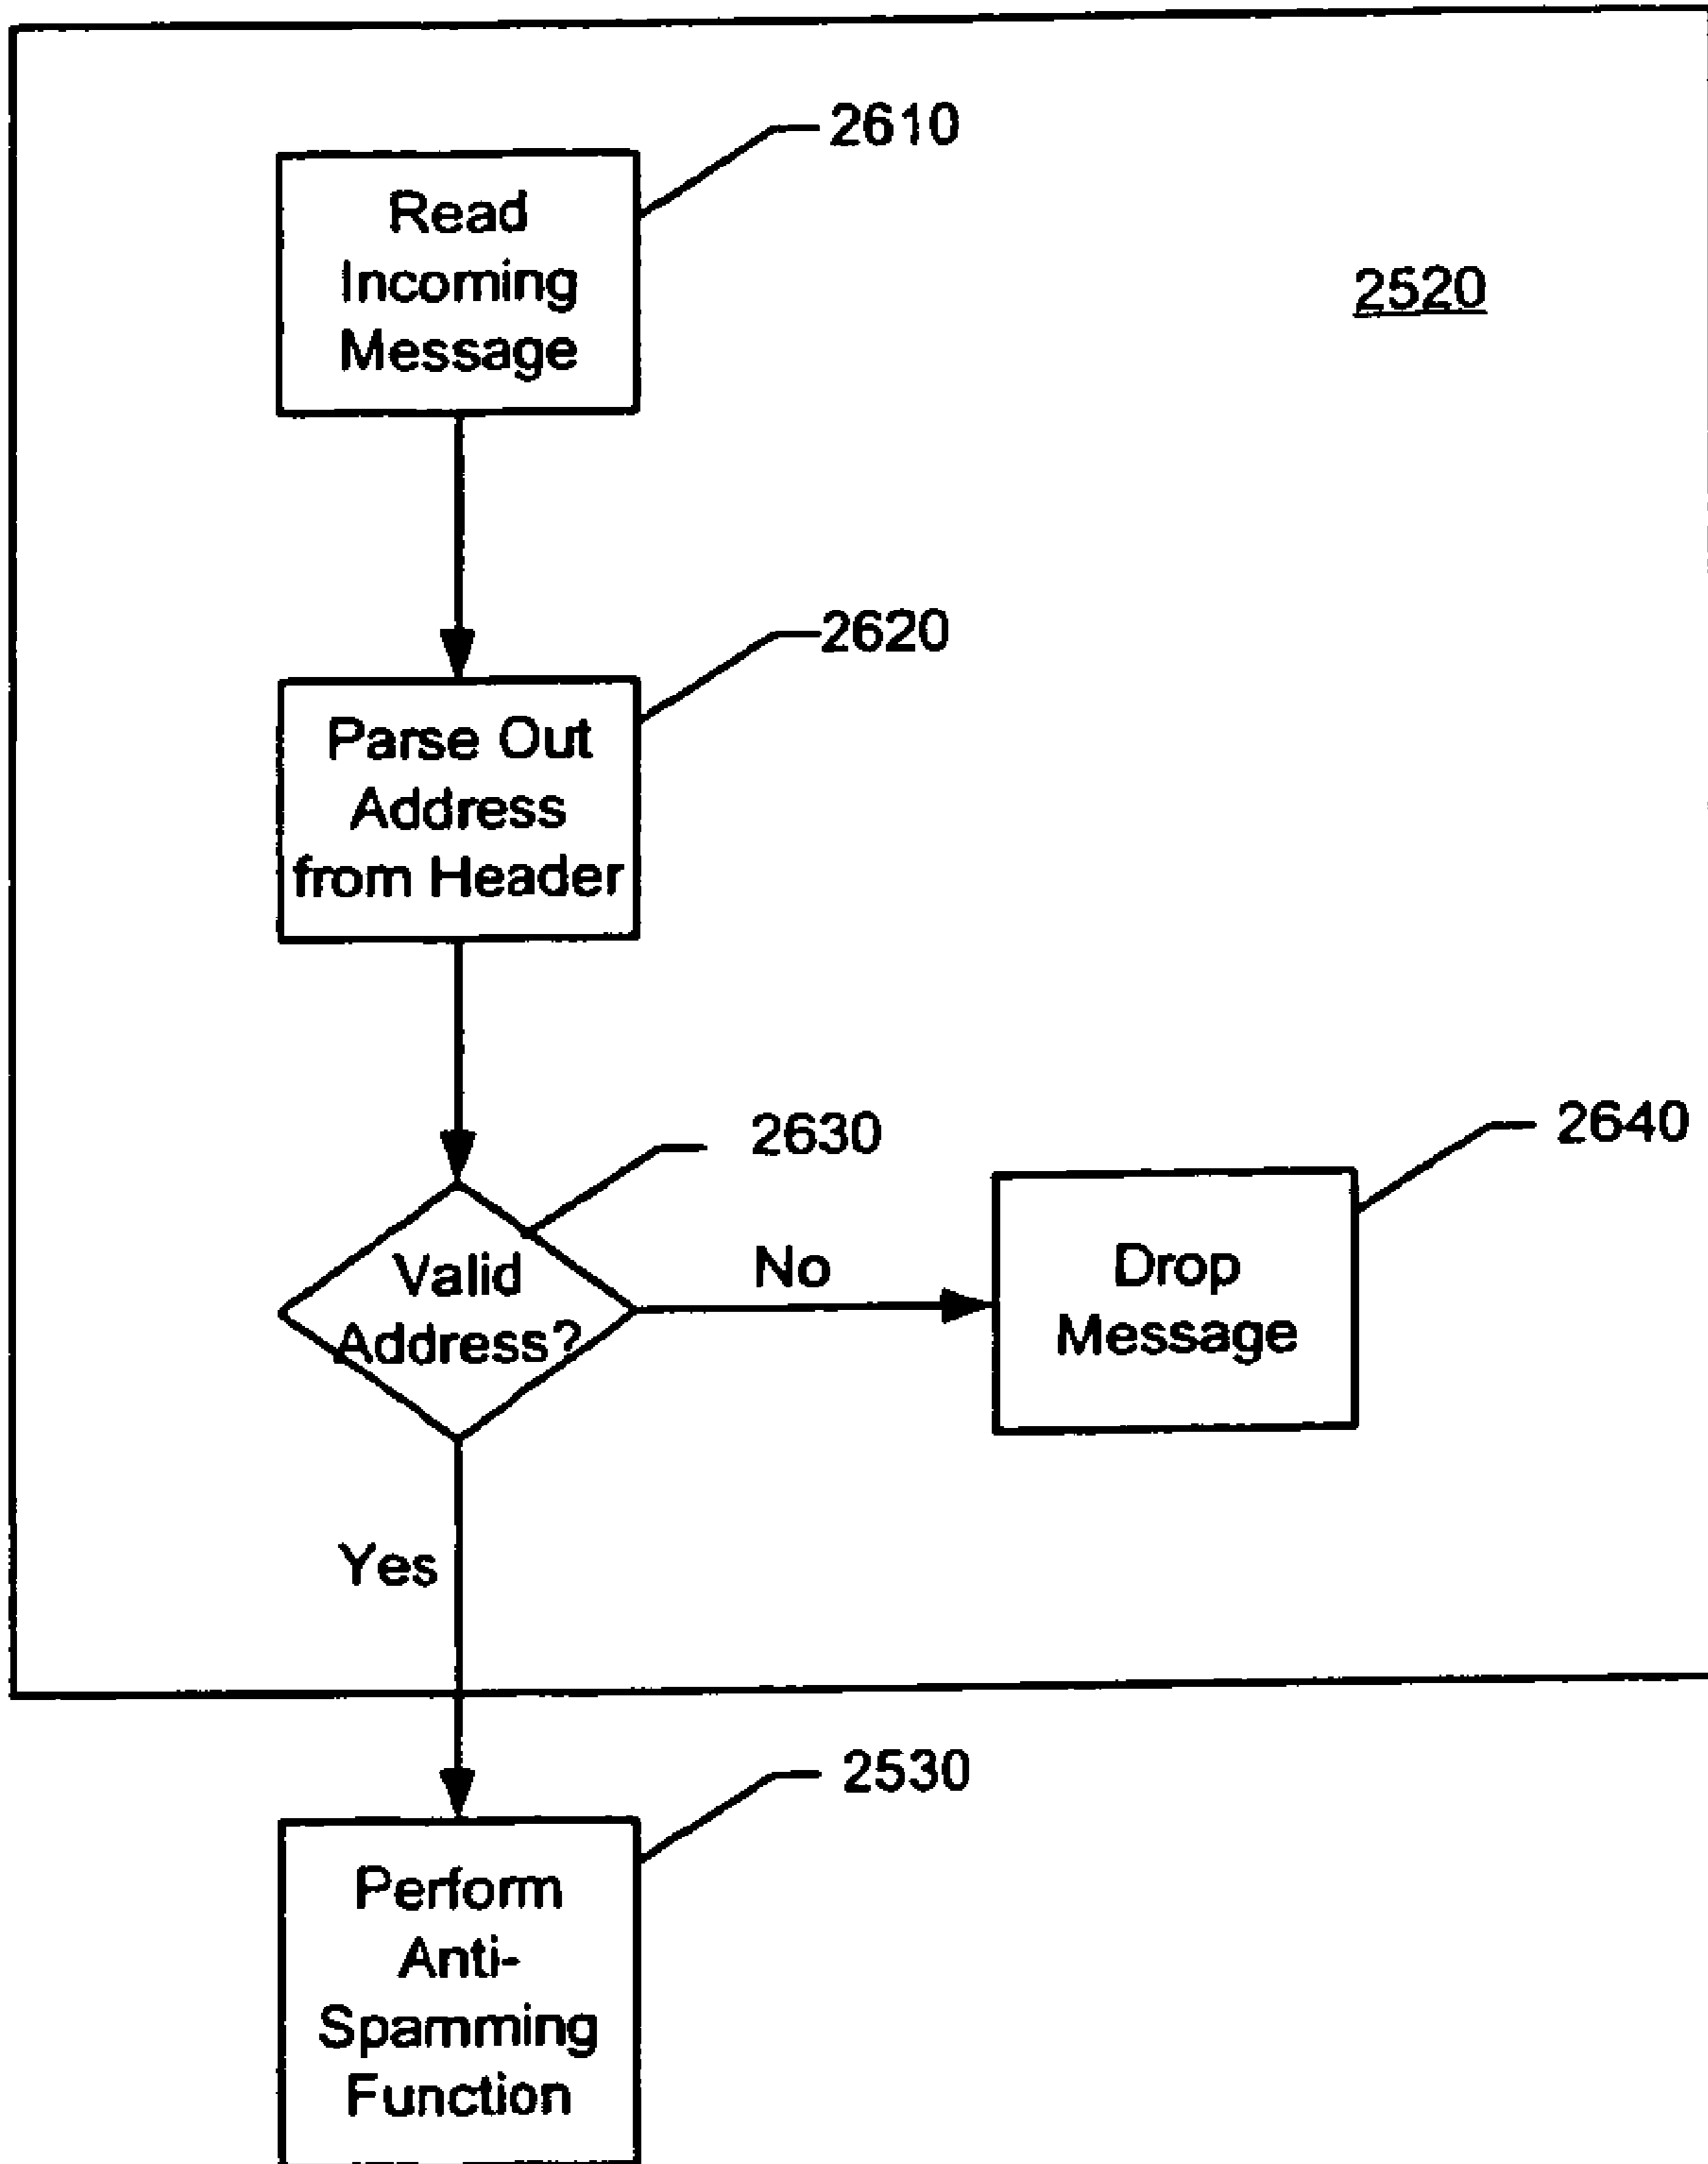 2610
Read
Incoming
Message
2520
2620
Parse Out
Address
from Header
2630
2640
Valid
Address?
No
Drop
Message
Yes
2530
Perform
Anti-
Spamming
Function